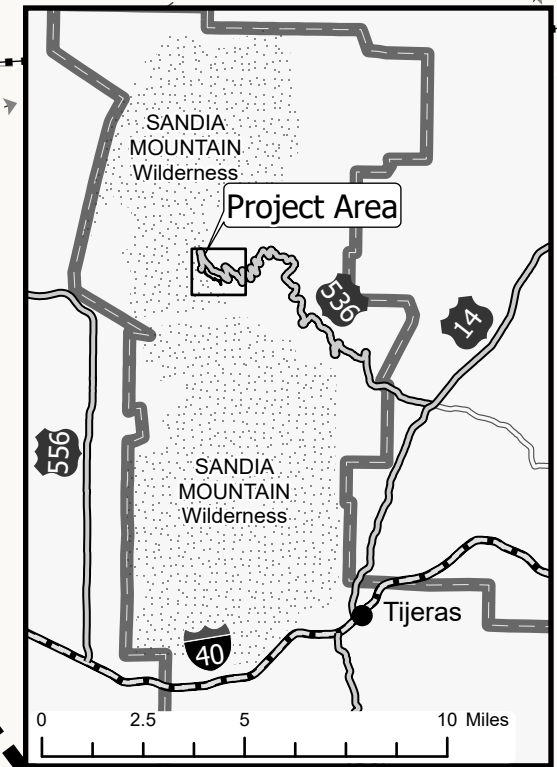 SANDIA
MOUNTAIN
Wilderness
Project Area
536
14
556
SANDIA
MOUNTAIN
Wilderness
Tijeras
40
0 2.5 5 10 Miles